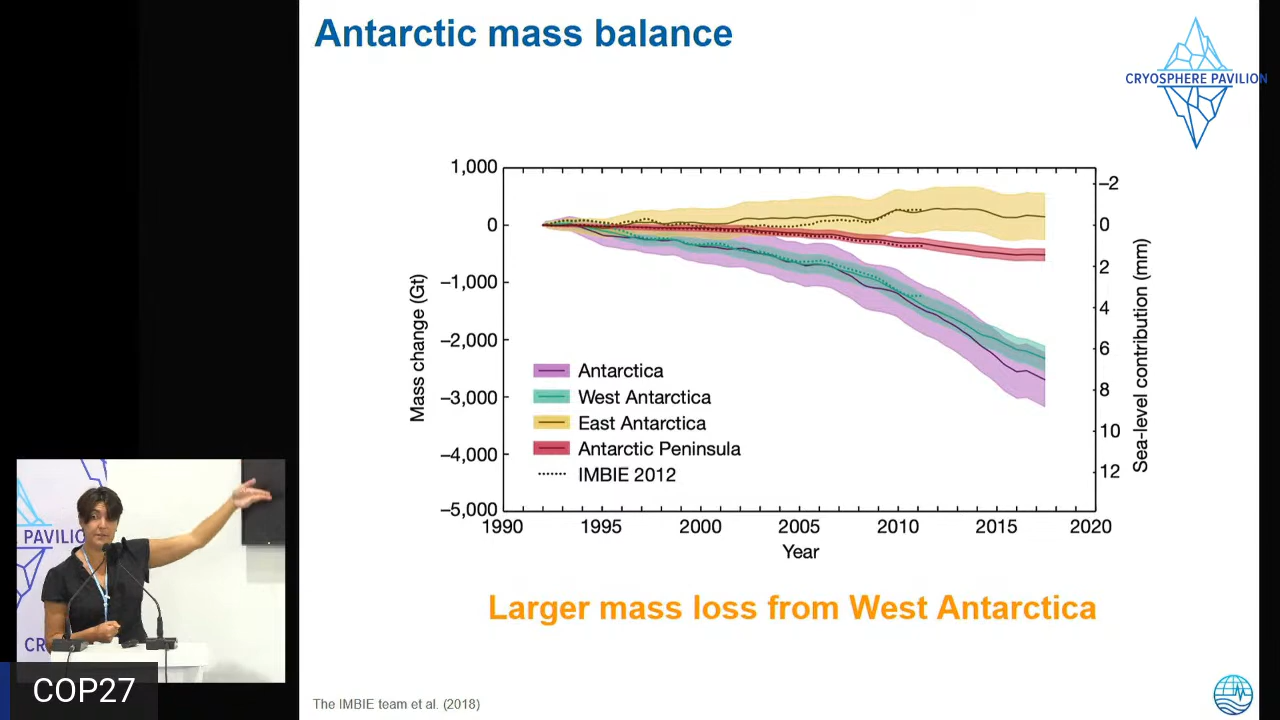 Antarctic mass balance
CRYOSPHERE PAVILION
1,000
0
−1,000
−2,000
−3,000
−4,000
−5,000
Mass change (Gt)
−2
0
2
4
6
8
10
12
Sea-level contribution (mm)
Antarctica
West Antarctica
East Antarctica
Antarctic Peninsula
IMBIE 2012
1990 1995 2000 2005 2010 2015 2020
Year
Larger mass loss from West Antarctica
PAVILIO
CR
COP27
The IMBIE team et al. (2018)